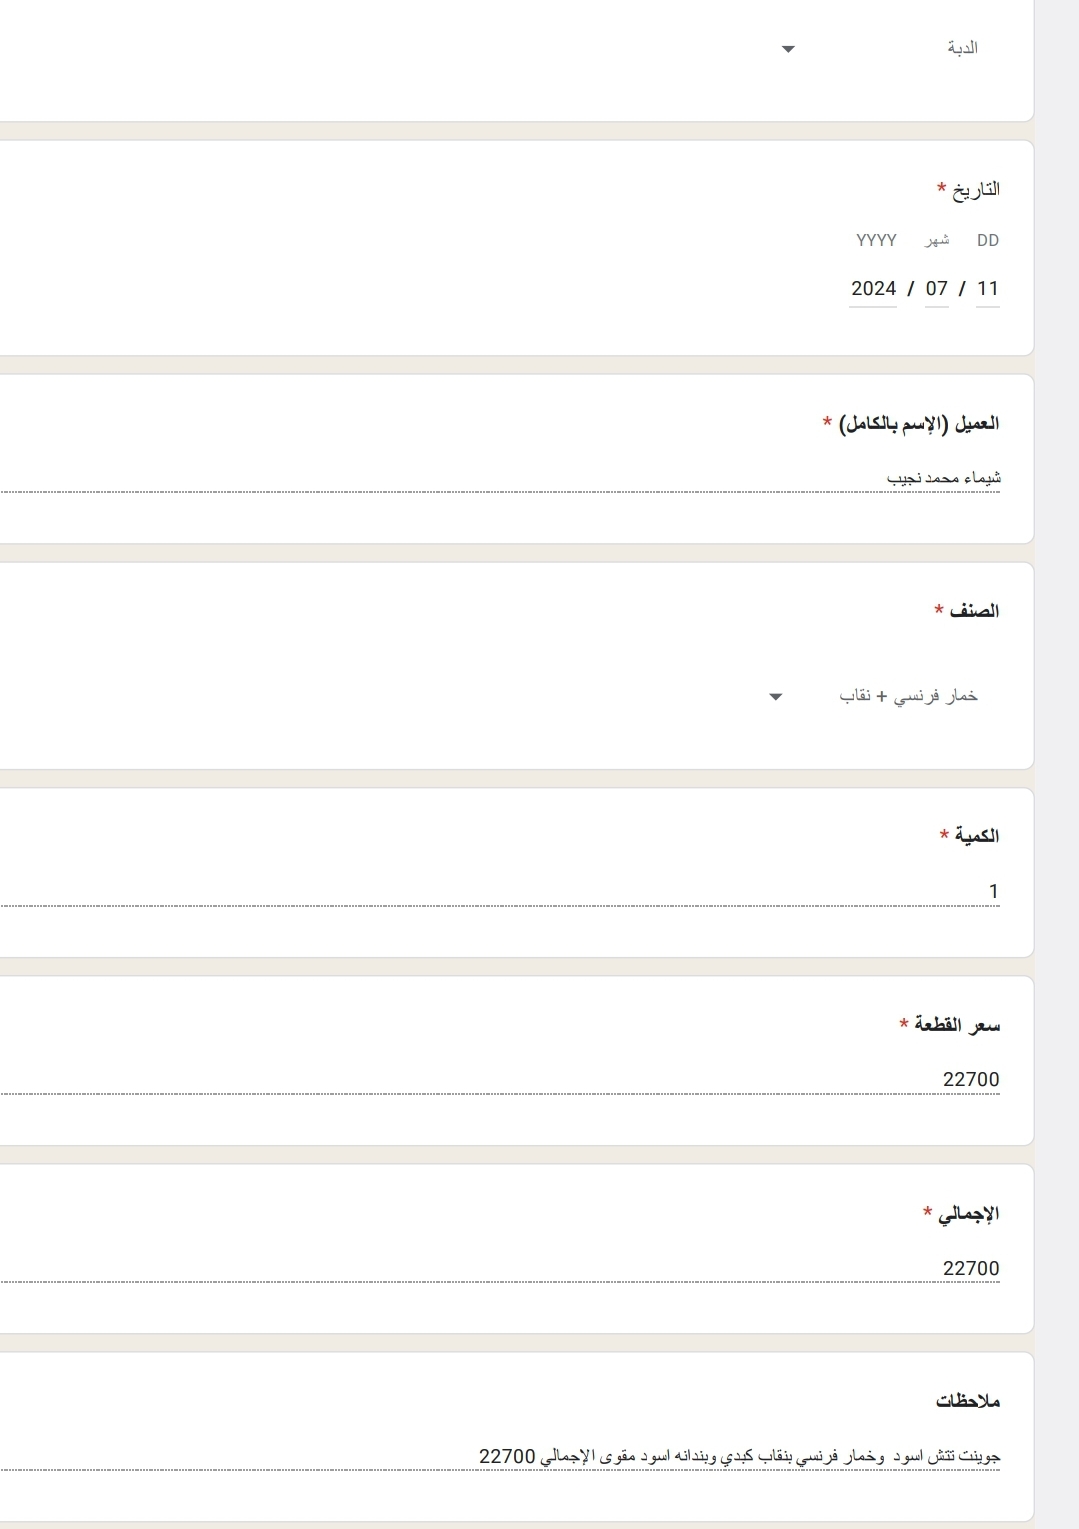 الدبة
التاريخ *
DD شهر YYYY
11 / 07 / 2024
العميل (الإسم بالكامل) *
شيماء محمد نجيب
الصنف *
خمار فرنسي + نقاب
الكمية *
1
سعر القطعة *
22700
الإجمالي *
22700
ملاحظات
جوينت تتش اسود وخمار فرنسي بنقاب كبدي وبندانه اسود مقوى الإجمالي 22700